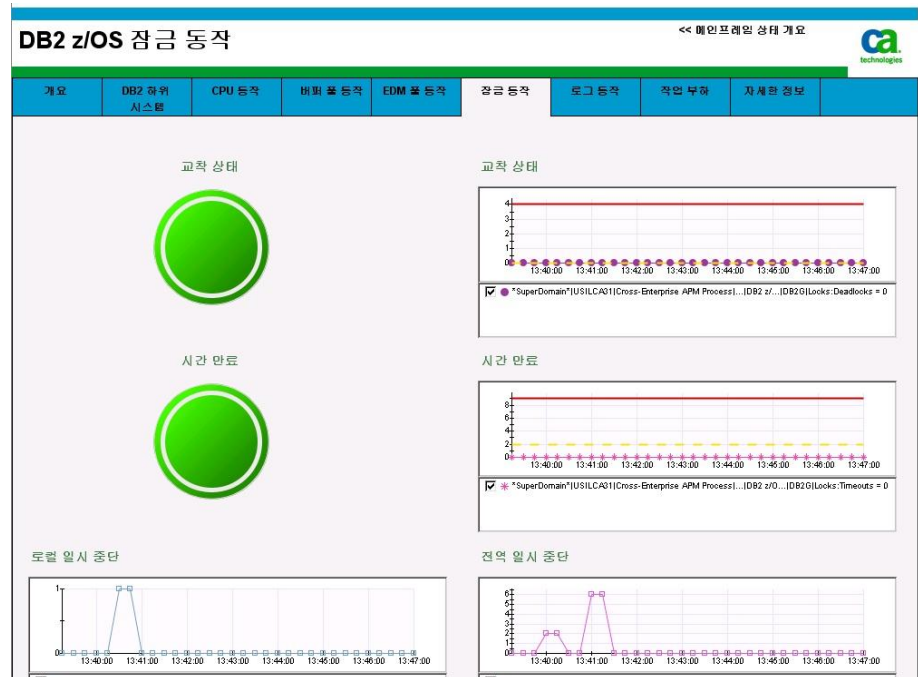 DB2 z/OS 잠금 동작
<< 메인프레임 상태 개요
ca
technologies
개요
DB2 하위
시스템
CPU 동작
버퍼 풀 동작
EDM 풀 동작
잠금 동작
로그 동작
작업 부하
자세한 정보
교착 상태
교착 상태
4
3
2
1
0
13:40:00 13:41:00 13:42:00 13:43:00 13:44:00 13:45:00 13:46:00 13:47:00
*SuperDomain*|USILCA31|Cross-Enterprise APM Process|...|DB2 z/...|DB2G|Locks:Deadlocks = 0
시간 만료
시간 만료
8
6
4
2
0
13:40:00 13:41:00 13:42:00 13:43:00 13:44:00 13:45:00 13:46:00 13:47:00
*SuperDomain*|USILCA31|Cross-Enterprise APM Process|...|DB2 z/O...|DB2G|Locks:Timeouts = 0
로컬 일시 중단
1
0
13:40:00 13:41:00 13:42:00 13:43:00 13:44:00 13:45:00 13:46:00 13:47:00
전역 일시 중단
6
5
4
3
2
1
0
13:40:00 13:41:00 13:42:00 13:43:00 13:44:00 13:45:00 13:46:00 13:47:00